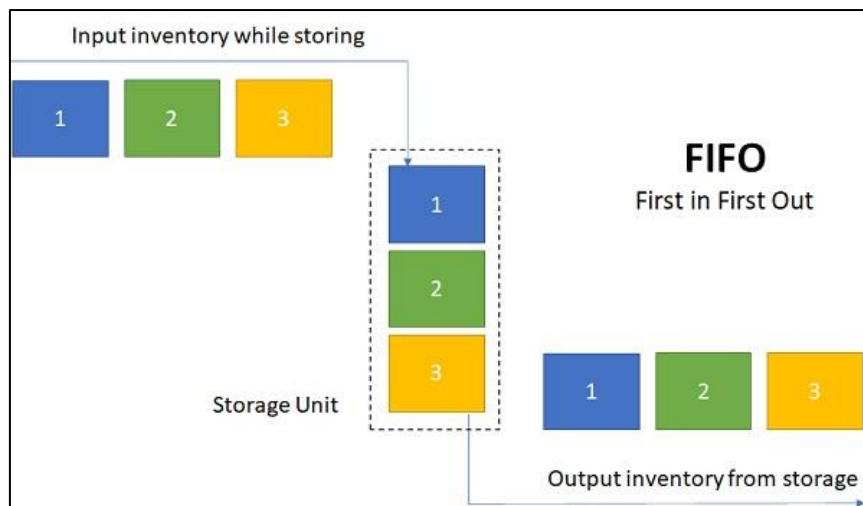 Input inventory while storing
1 2 3
FIFO
First in First Out
1
2
3
Storage Unit
1 2 3
Output inventory from storage